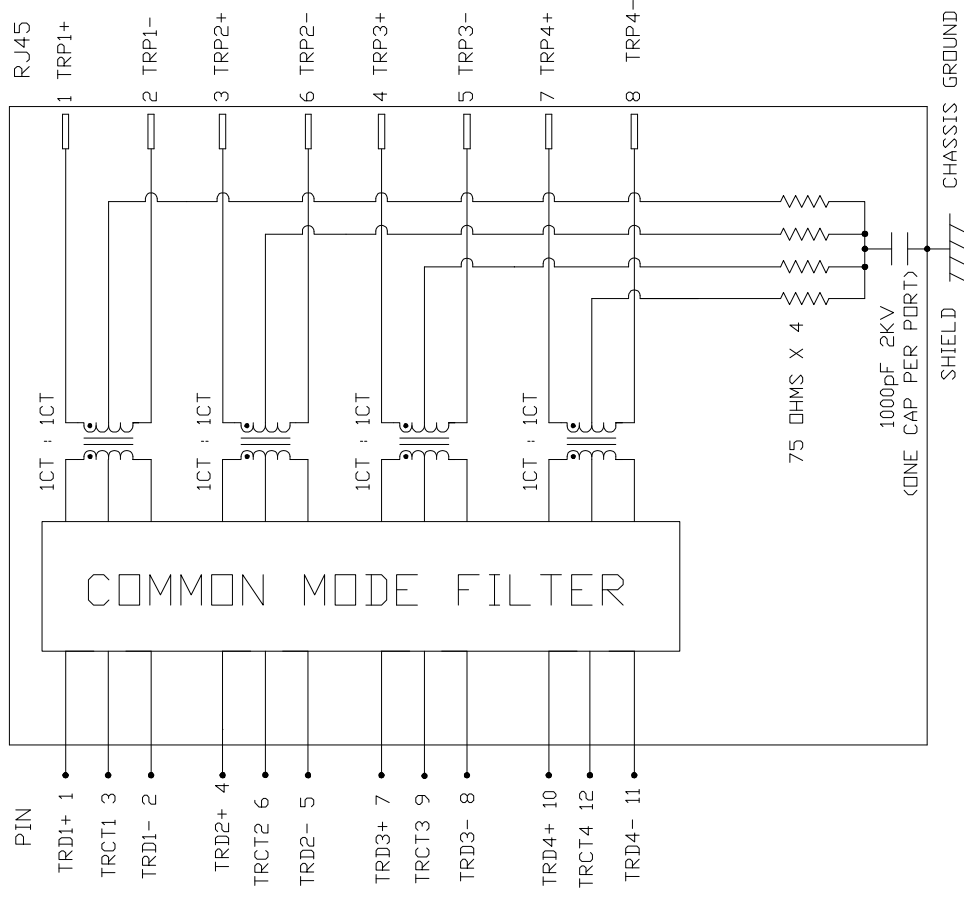 RJ45
1 TRP1+
2 TRP1-
3 TRP2+
6 TRP2-
4 TRP3+
5 TRP3-
7 TRP4+
8 TRP4-
CHASSIS GROUND
SHIELD
1CT : 1CT
1CT : 1CT
1CT : 1CT
1CT : 1CT
75 OHMS X 4
1000pF 2KV
(ONE CAP PER PORT)
COMMON MODE FILTER
PIN
TRD1+ 1
TRCT1 3
TRD1- 2
TRD2+ 4
TRCT2 6
TRD2- 5
TRD3+ 7
TRCT3 9
TRD3- 8
TRD4+ 10
TRCT4 12
TRD4- 11